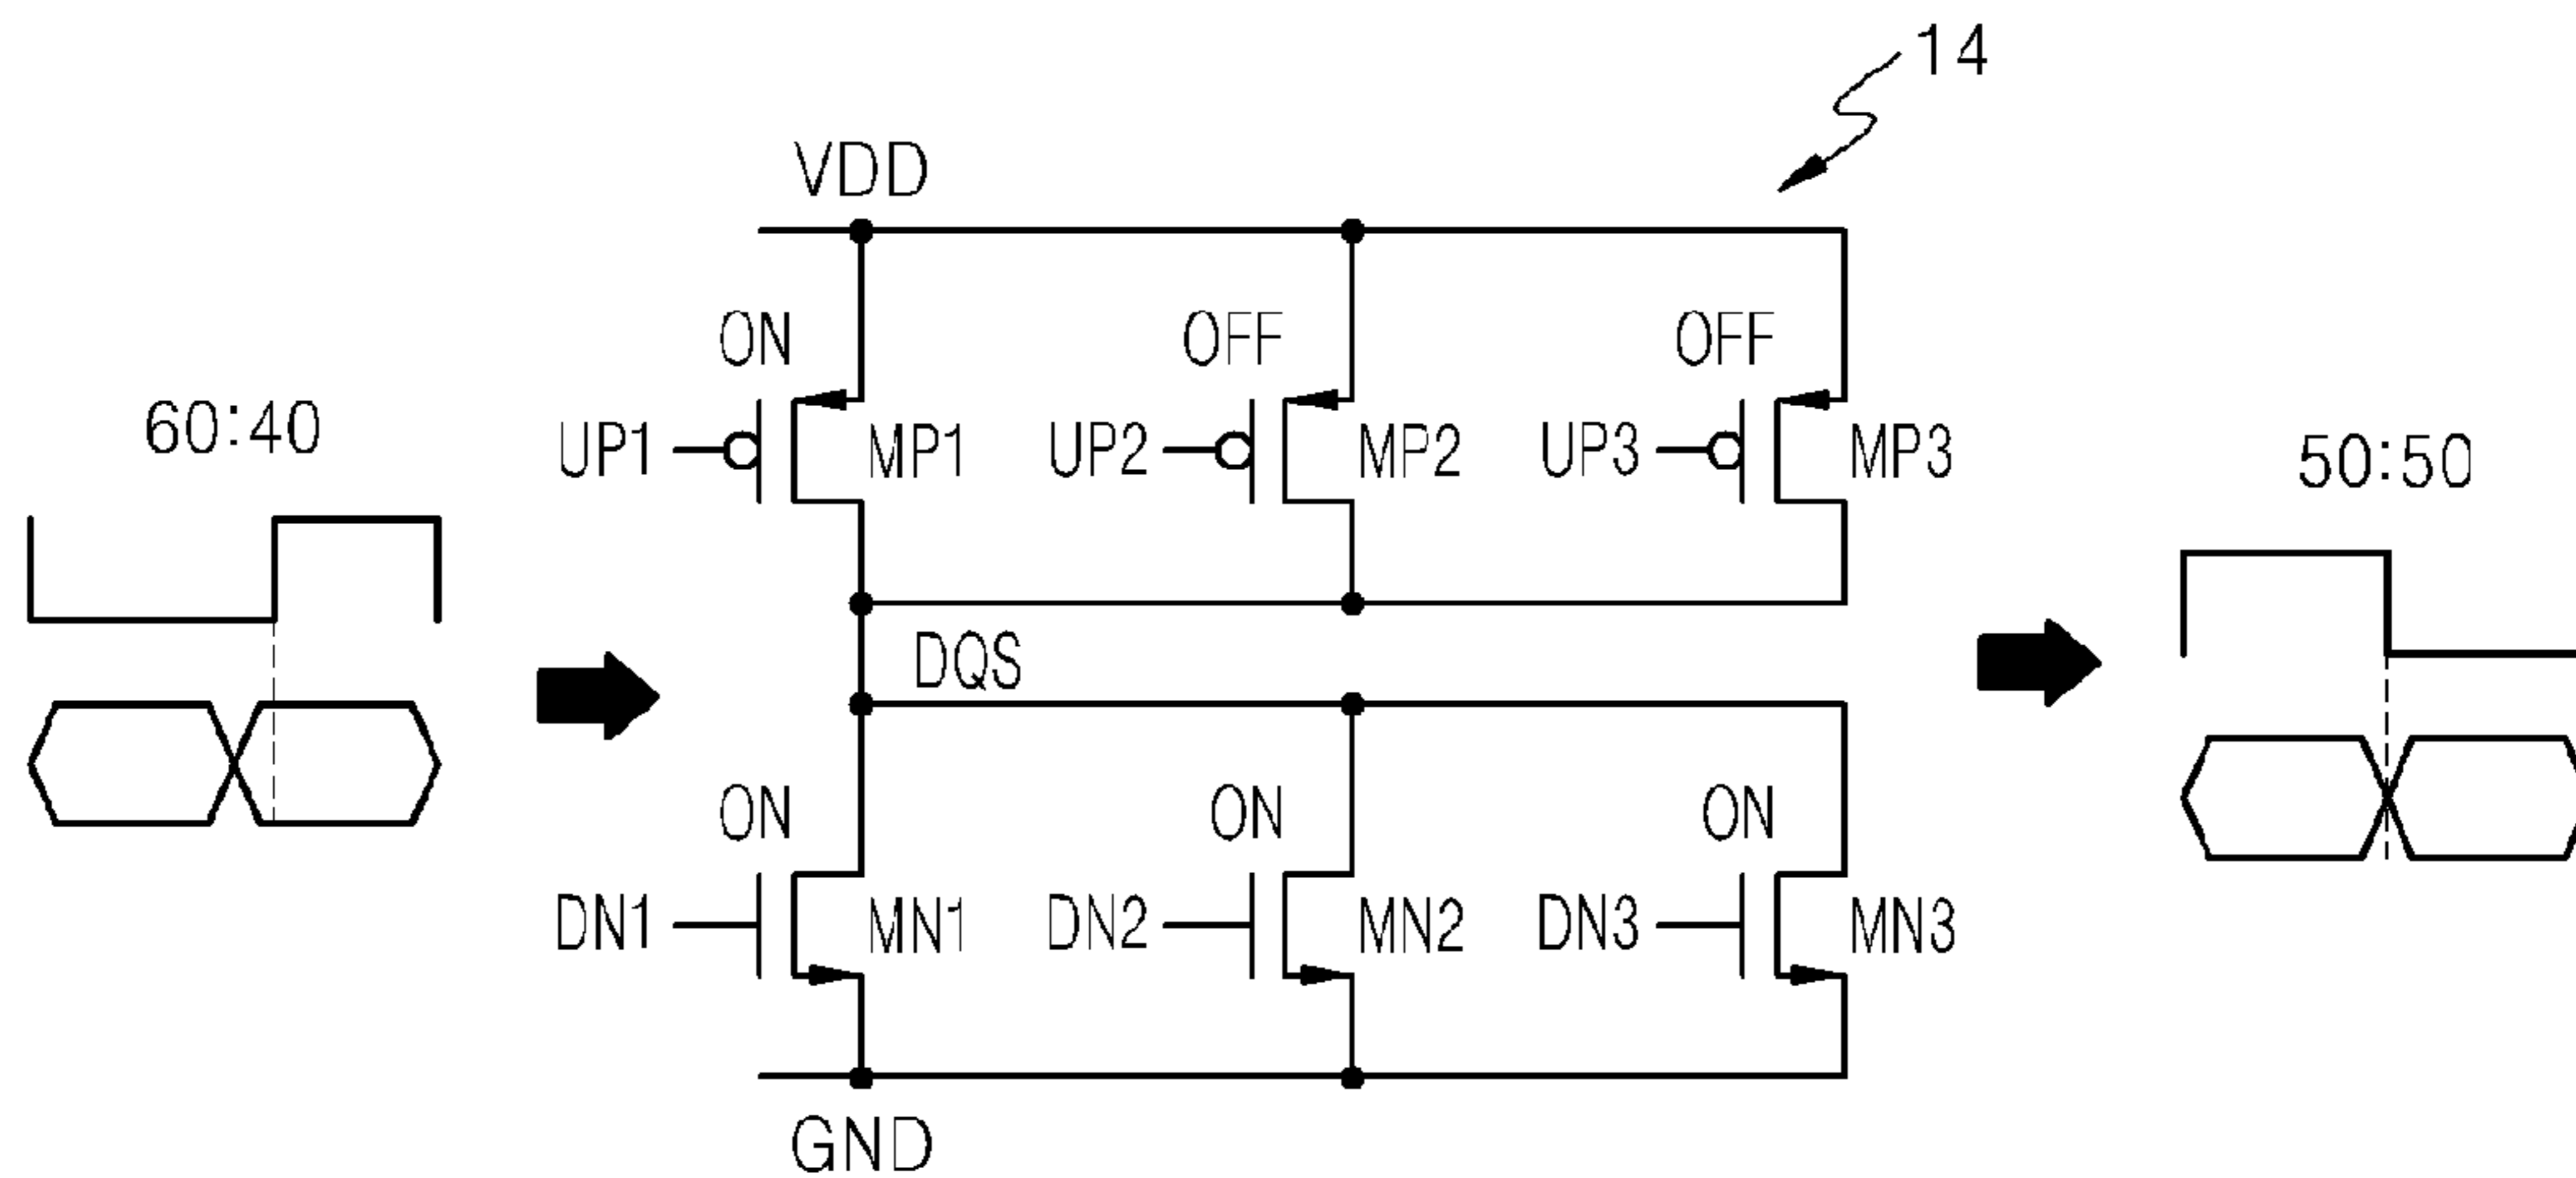 14
VDD
ON OFF OFF
60:40
UP1 MP1 UP2 MP2 UP3 MP3
50:50
DQS
ON ON ON
DN1 MN1 DN2 MN2 DN3 MN3
GND